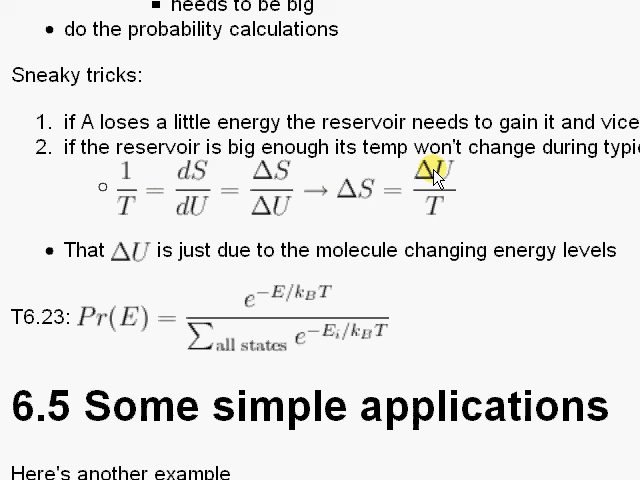 needs to be big
do the probability calculations
Sneaky tricks:
1. if A loses a little energy the reservoir needs to gain it and vice
2. if the reservoir is big enough its temp won't change during
1/T = dS/dU = ΔS/ΔU → ΔS = ΔU/T
That ΔU is just due to the molecule changing energy levels
T6.23: Pr(E) = e^{-E/k_BT} / ∑_{all states} e^{-E_i/k_BT}
6.5 Some simple applications
Here's another example